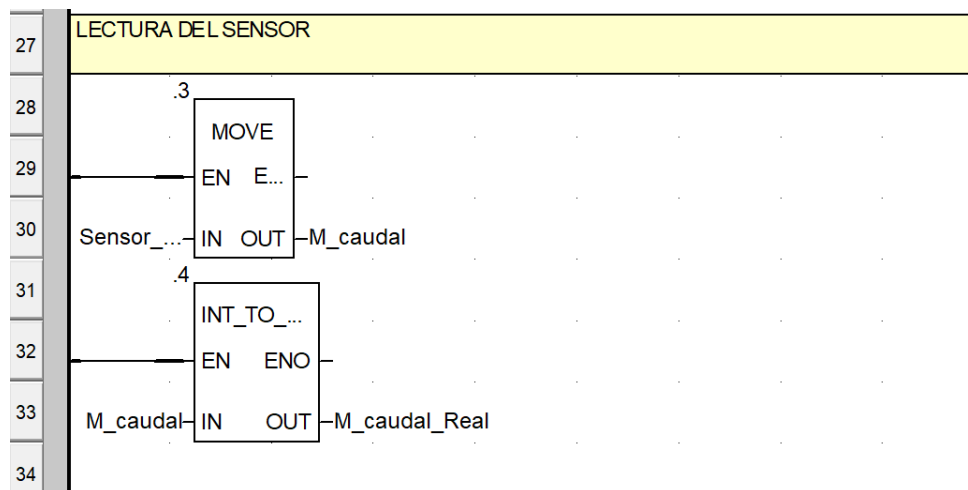 27
LECTURA DEL SENSOR
28
.3
MOVE
29
EN E...
30
Sensor_... IN OUT M_caudal
31
.4
INT_TO_...
32
EN ENO
33
M_caudal IN OUT M_caudal_Real
34